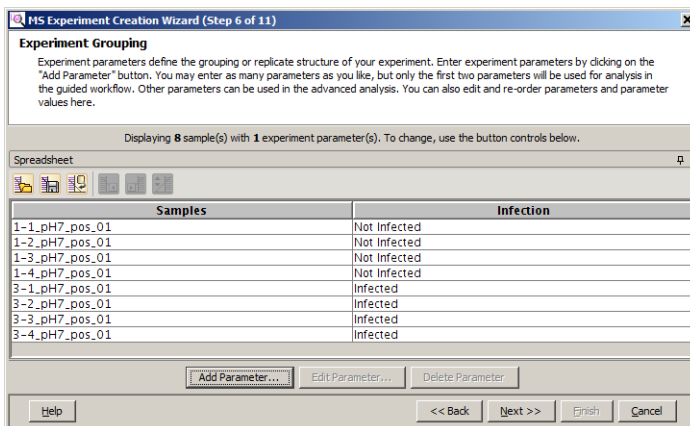 MS Experiment Creation Wizard (Step 6 of 11)
Experiment Grouping
Experiment parameters define the grouping or replicate structure of your experiment. Enter experiment parameters by clicking on the
"Add Parameter" button. You may enter as many parameters as you like, but only the first two parameters will be used for analysis in
the guided workflow. Other parameters can be used in the advanced analysis. You can also edit and re-order parameters and parameter
values here.
Displaying 8 sample(s) with 1 experiment parameter(s). To change, use the button controls below.
Spreadsheet
Samples Infection
1-1_pH7_pos_01 Not Infected
1-2_pH7_pos_01 Not Infected
1-3_pH7_pos_01 Not Infected
1-4_pH7_pos_01 Not Infected
3-1_pH7_pos_01 Infected
3-2_pH7_pos_01 Infected
3-3_pH7_pos_01 Infected
3-4_pH7_pos_01 Infected
Add Parameter... Edit Parameter... Delete Parameter
Help << Back Next >> Finish Cancel